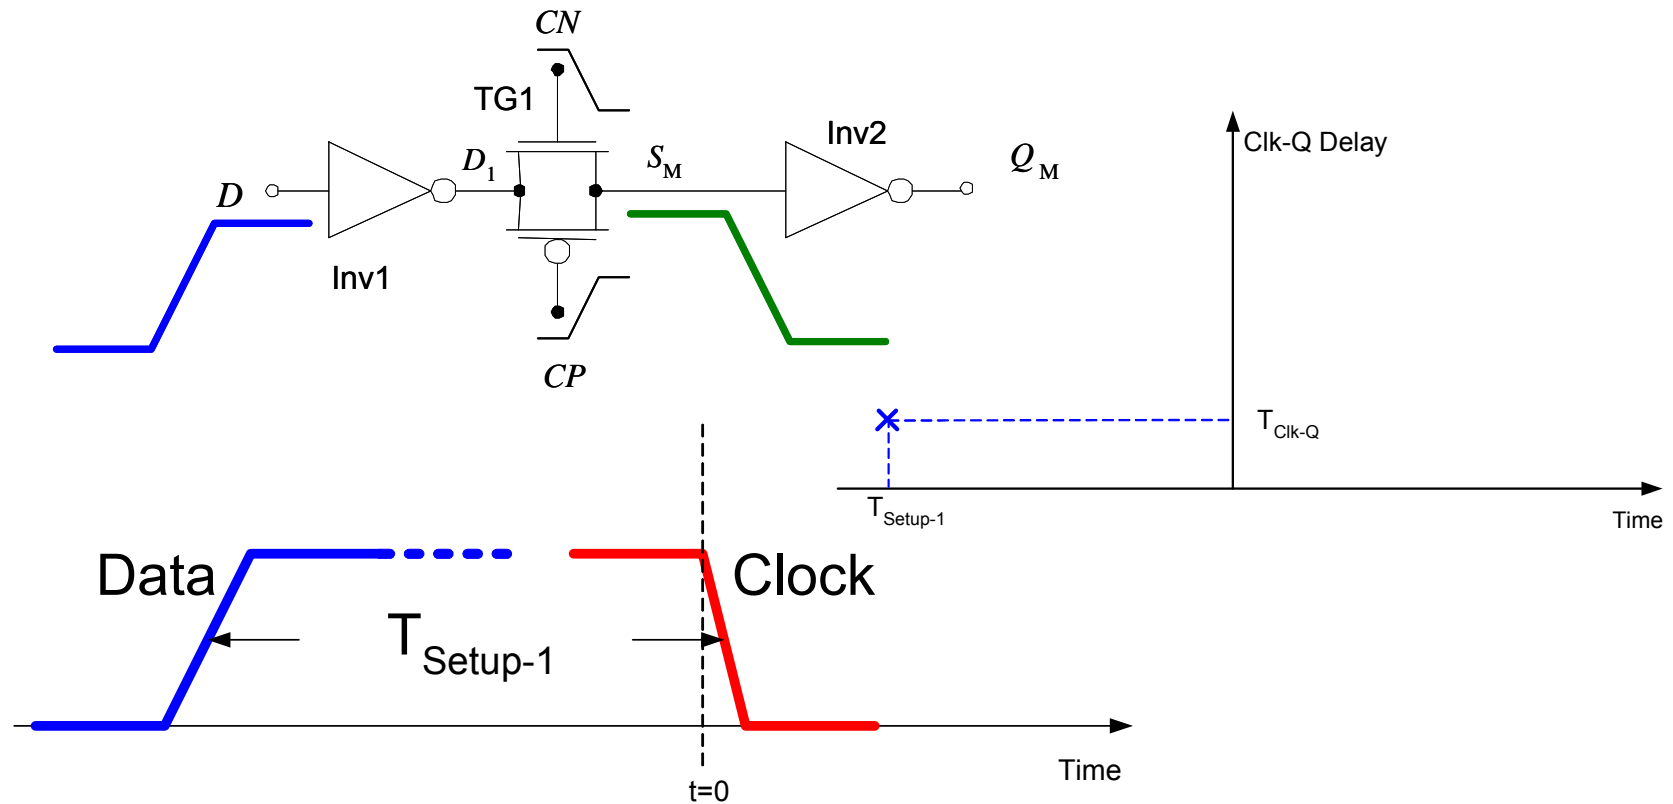 CN
TG1
Inv2
D
D1
SM
QM
Inv1
CP
Clk-Q Delay
TClk-Q
TSetup-1
Time
Data
Clock
TSetup-1
Time
t=0